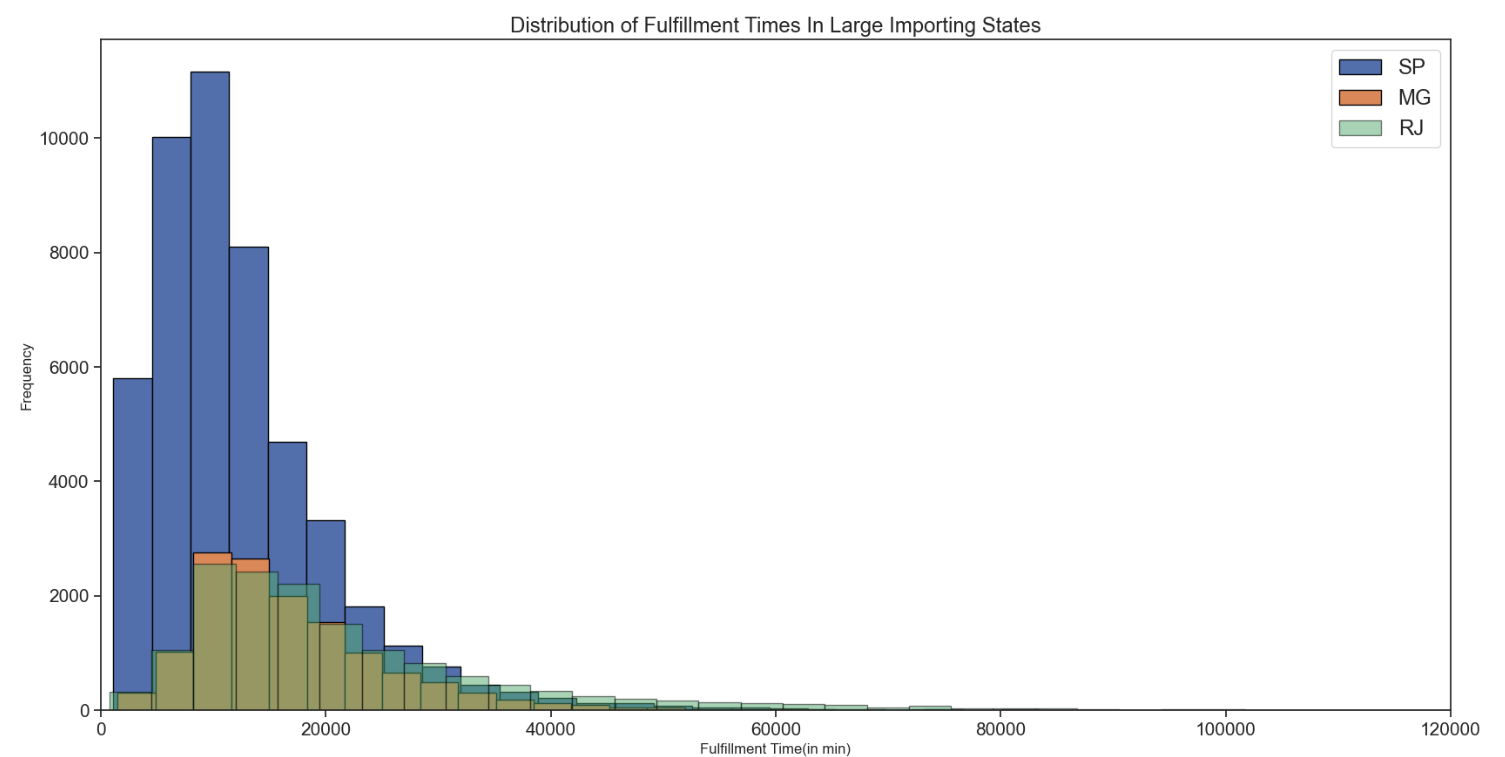 Distribution of Fulfillment Times In Large Importing States
SP
MG
RJ
10000
8000
6000
4000
2000
0
Frequency
0 20000 40000 60000 80000 100000 120000
Fulfillment Time(in min)